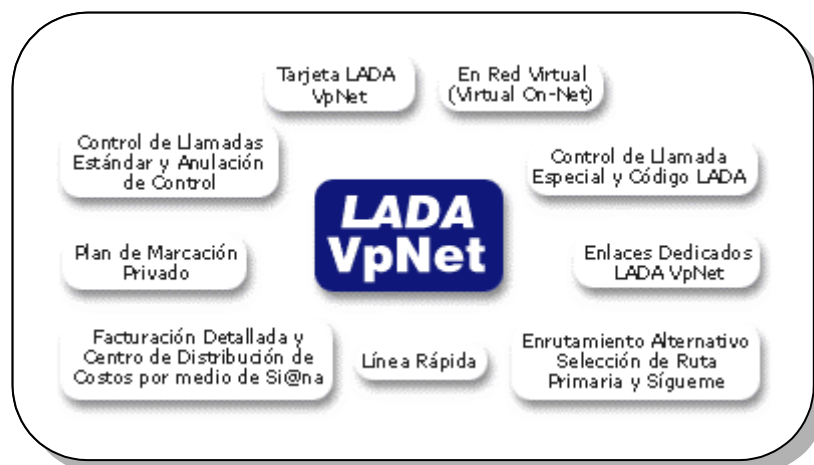 Tarjeta LADA
VpNet
En Red Virtual
(Virtual On-Net)
Control de Llamadas
Estándar y Anulación
de Control
Control de Llamada
Especial y Código LADA
LADA
VpNet
Plan de Marcación
Privado
Enlaces Dedicados
LADA VpNet
Facturación Detallada y
Centro de Distribución de
Costos por medio de Si@na
Línea Rápida
Enrutamiento Alternativo
Selección de Ruta
Primaria y Sígueme